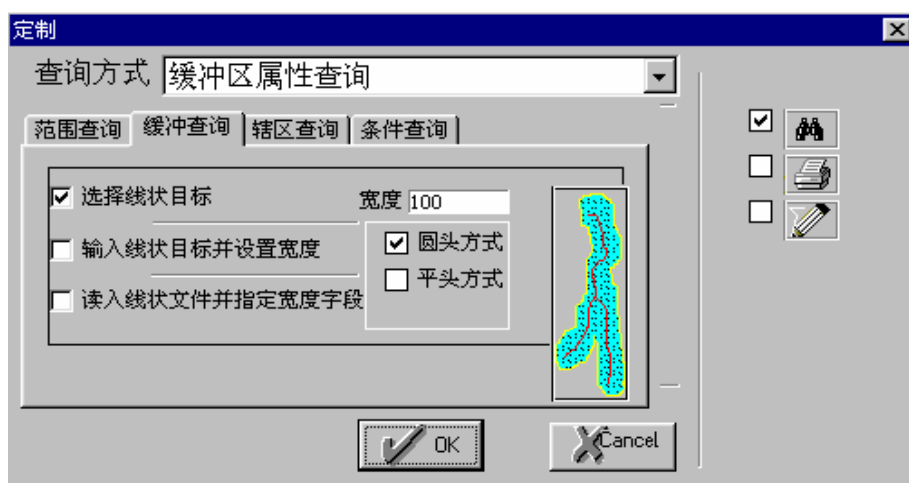 定制
查询方式 缓冲区属性查询
范围查询 缓冲查询 辖区查询 条件查询
选择线状目标 宽度 100
输入线状目标并设置宽度 圆头方式
平头方式
读入线状文件并指定宽度字段
OK Cancel